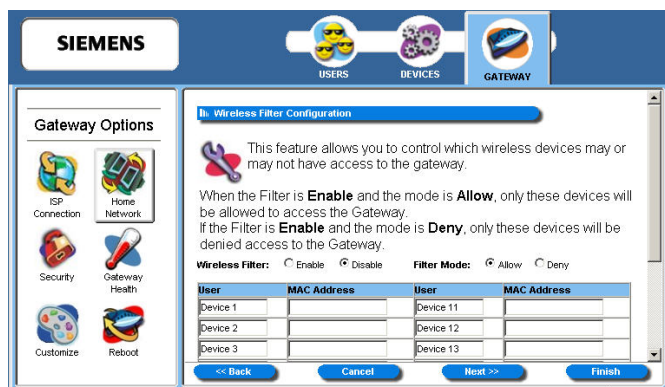 SIEMENS
USERS
DEVICES
GATEWAY
Gateway Options
ISP
Connection
Home
Network
Security
Gateway
Health
Customize
Reboot
Wireless Filter Configuration
This feature allows you to control which wireless devices may or
may not have access to the gateway.
When the Filter is Enable and the mode is Allow, only these devices will
be allowed to access the Gateway.
If the Filter is Enable and the mode is Deny, only these devices will be
denied access to the Gateway.
Wireless Filter: Enable Disable Filter Mode: Allow Deny
User MAC Address User MAC Address
Device 1 Device 11
Device 2 Device 12
Device 3 Device 13
<< Back Cancel Next >> Finish